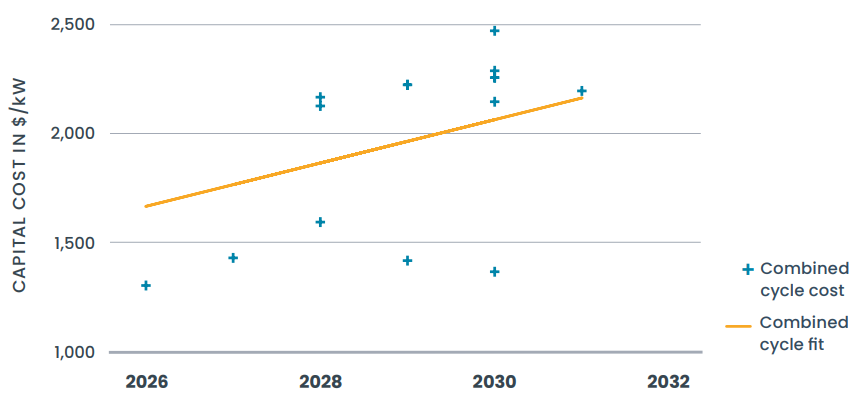 CAPITAL COST IN $/kW
2,500
2,000
1,500
1,000
2026
2028
2030
2032
Combined
cycle cost
Combined
cycle fit